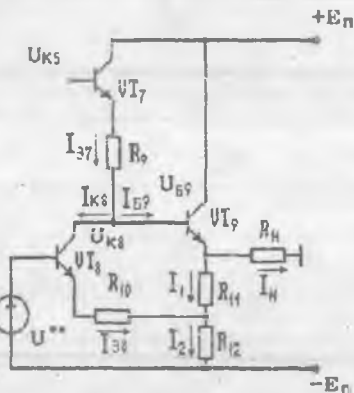 +Eп
UК5
VT7
IЭ7
R9
UБ9
IК8
IБ9
UК8
VT9
RН
VT8
R10
I1
R11
IН
U**
IЭ8
I2
R12
-Eп